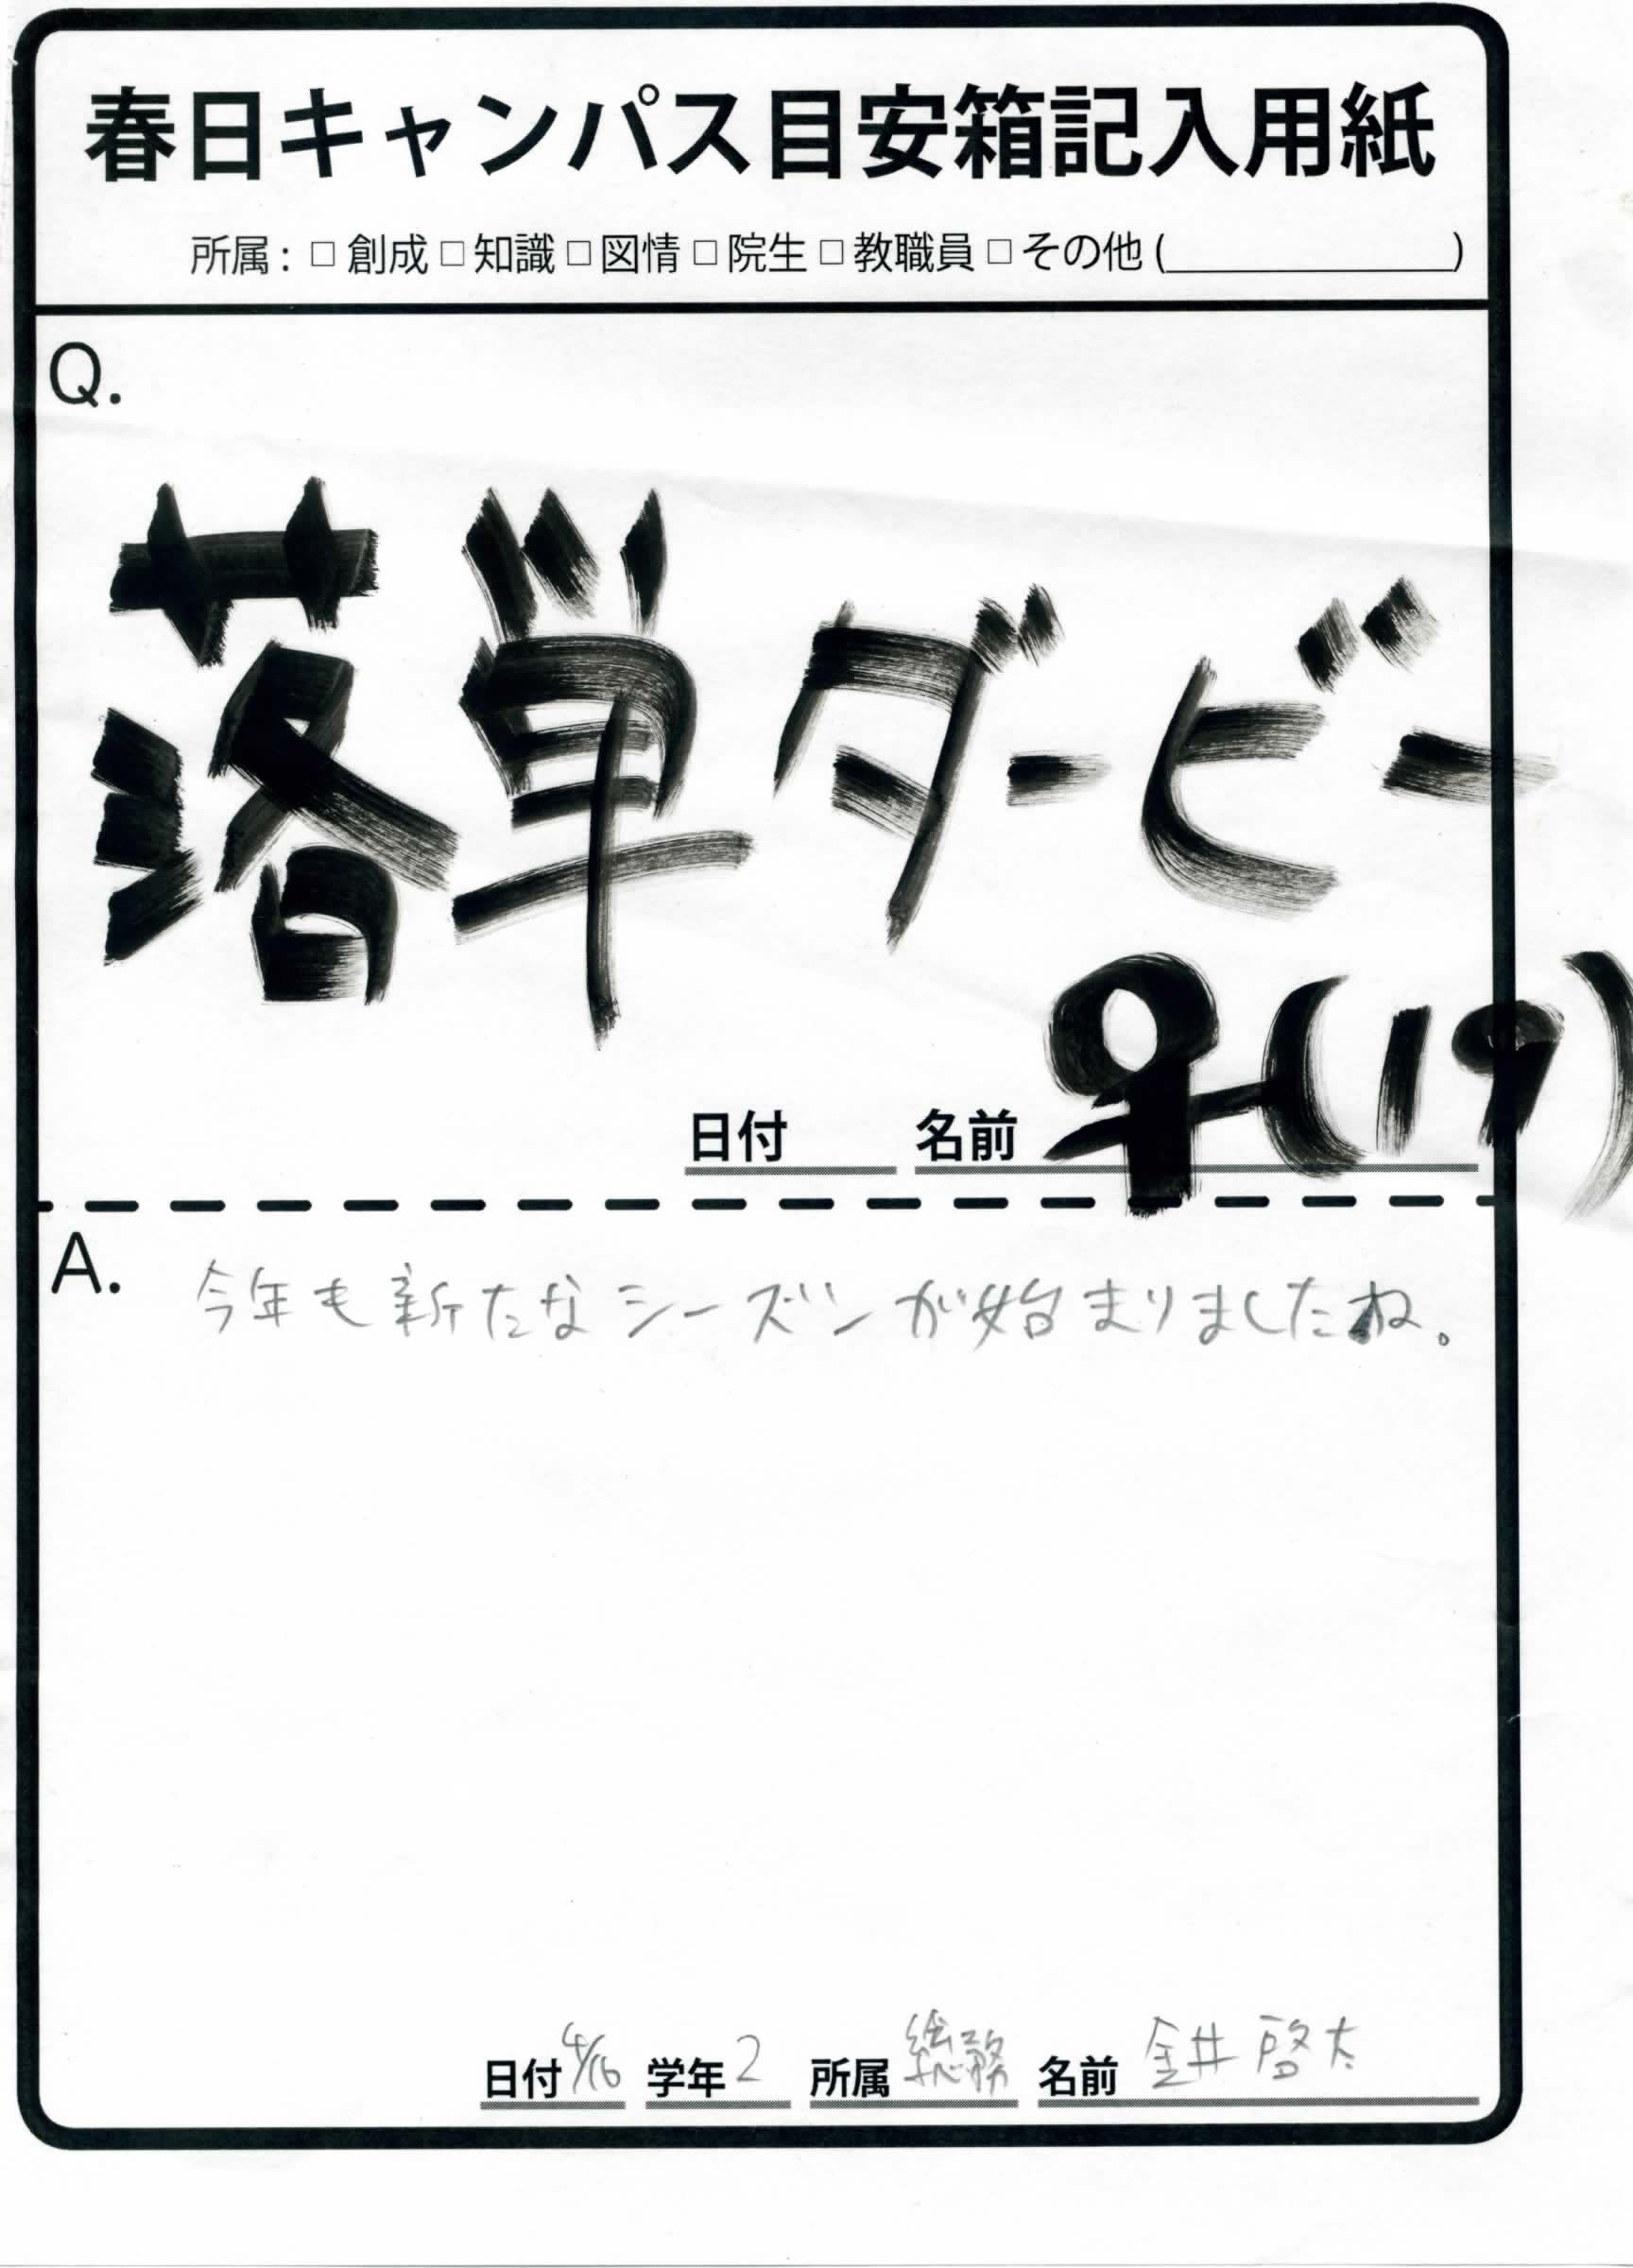 春日キャンパス目安箱記入用紙
所属：□ 創成 □ 知識 □ 図情 □ 院生 □ 教職員 □ その他 (　　　　　　)
Q.
落単ダービー
日付　　名前 ♀(19)
A. 今年も新たなシーズンが始まりましたね。
日付 4/16 学年 2 所属 総務 名前 金井 啓太